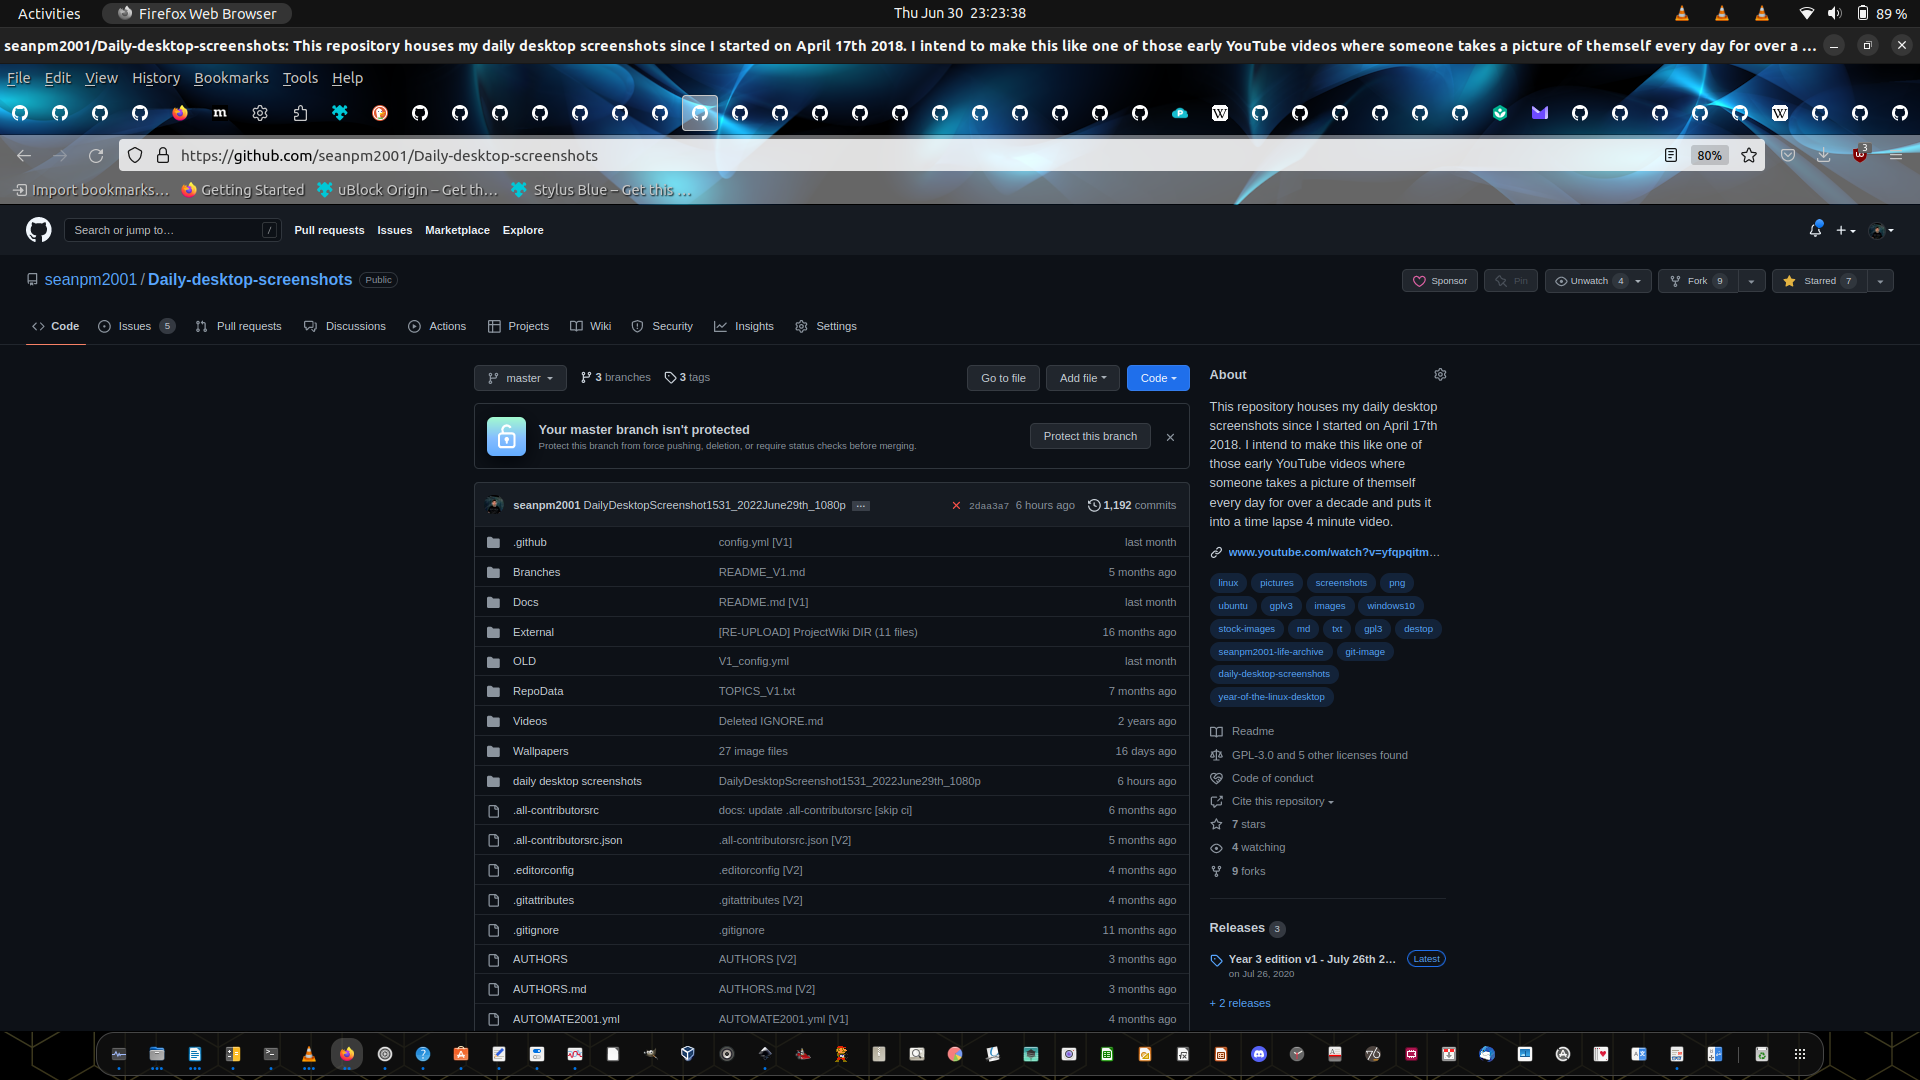 Activities Firefox Web Browser Thu Jun 30 23:23:38 89 %
seanpm2001/Daily-desktop-screenshots: This repository houses my daily desktop screenshots since I started on April 17th 2018. I intend to make this like one of those early YouTube videos where someone takes a picture of themself every day for over a ...
File Edit View History Bookmarks Tools Help
https://github.com/seanpm2001/Daily-desktop-screenshots 80% 3
Import bookmarks... Getting Started uBlock Origin – Get th... Stylus Blue – Get this ...
Search or jump to... / Pull requests Issues Marketplace Explore
seanpm2001 / Daily-desktop-screenshots Public Sponsor Pin Unwatch 4 Fork 9 Starred 7
Code Issues 5 Pull requests Discussions Actions Projects Wiki Security Insights Settings
master 3 branches 3 tags Go to file Add file Code
Your master branch isn't protected
Protect this branch from force pushing, deletion, or require status checks before merging.
Protect this branch
seanpm2001 DailyDesktopScreenshot1531_2022June29th_1080p ... 2daa3a7 6 hours ago 1,192 commits
.github config.yml [V1] last month
Branches README_V1.md 5 months ago
Docs README.md [V1] last month
External [RE-UPLOAD] ProjectWiki DIR (11 files) 16 months ago
OLD V1_config.yml last month
RepoData TOPICS_V1.txt 7 months ago
Videos Deleted IGNORE.md 2 years ago
Wallpapers 27 image files 16 days ago
daily desktop screenshots DailyDesktopScreenshot1531_2022June29th_1080p 6 hours ago
.all-contributorsrc docs: update .all-contributorsrc [skip ci] 6 months ago
.all-contributorsrc.json .all-contributorsrc.json [V2] 5 months ago
.editorconfig .editorconfig [V2] 4 months ago
.gitattributes .gitattributes [V2] 4 months ago
.gitignore .gitignore 11 months ago
AUTHORS AUTHORS [V2] 3 months ago
AUTHORS.md AUTHORS.md [V2] 3 months ago
AUTOMATE2001.yml AUTOMATE2001.yml [V1] 4 months ago
About
This repository houses my daily desktop
screenshots since I started on April 17th
2018. I intend to make this like one of
those early YouTube videos where
someone takes a picture of themself
every day for over a decade and puts it
into a time lapse 4 minute video.
www.youtube.com/watch?v=yfqpqitm...
linux pictures screenshots png
ubuntu gplv3 images windows10
stock-images md txt gpl3 destop
seanpm2001-life-archive git-image
daily-desktop-screenshots
year-of-the-linux-desktop
Readme
GPL-3.0 and 5 other licenses found
Code of conduct
Cite this repository
7 stars
4 watching
9 forks
Releases 3
Year 3 edition v1 - July 26th 2... Latest
on Jul 26, 2020
+ 2 releases